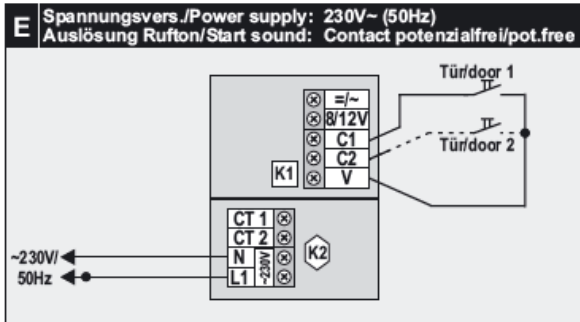 E
Spannungsvers./Power supply: 230V~ (50Hz)
Auslösung Rufton/Start sound: Contact potenzialfrei/pot.free
Tür/door 1
=/~
8/12V
C1
C2
V
K1
Tür/door 2
CT 1
CT 2
N
L1
~230V
K2
~230V/
50Hz